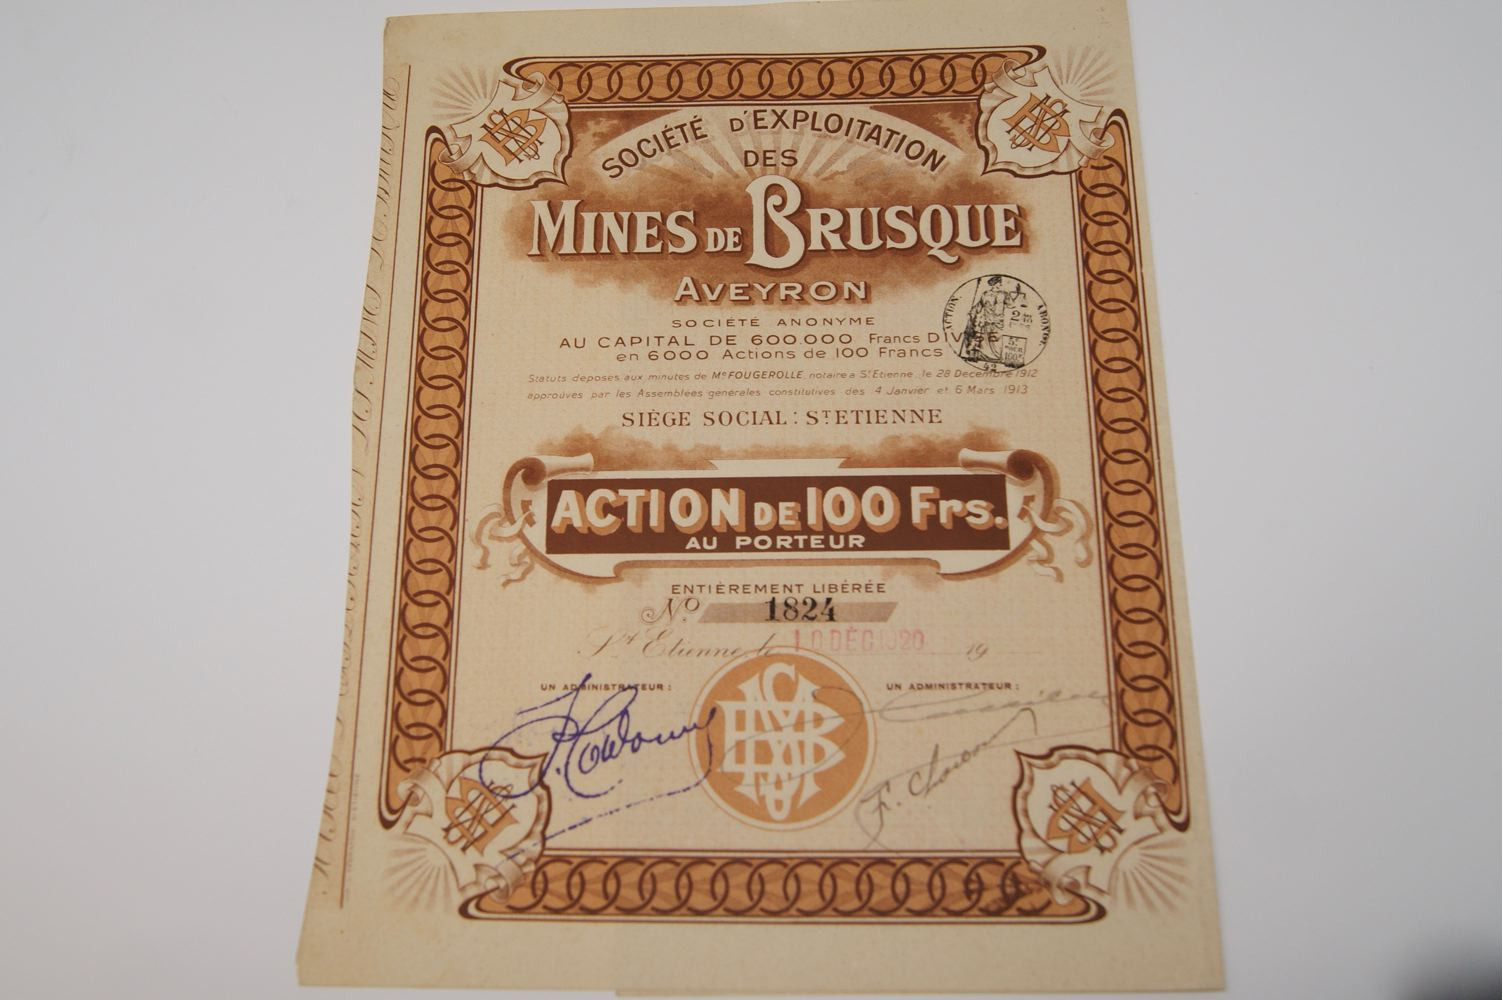 SOCIÉTÉ D'EXPLOITATION
DES
MINES DE BRUSQUE
AVEYRON
SOCIÉTÉ ANONYME
AU CAPITAL DE 600.000 Francs DIVISÉ
en 6000 Actions de 100 Francs
Statuts déposés aux minutes de Me FOUGEROLLE, notaire a St Etienne, le 28 Décembre 1912
approuvés par les Assemblées générales constitutives des 4 Janvier et 6 Mars 1913
SIÈGE SOCIAL : ST ETIENNE
ACTION DE 100 Frs.
AU PORTEUR
ENTIÈREMENT LIBÉRÉE
No. 1824
St Etienne, le 10 DÉC 1920 19
UN ADMINISTRATEUR : UN ADMINISTRATEUR :